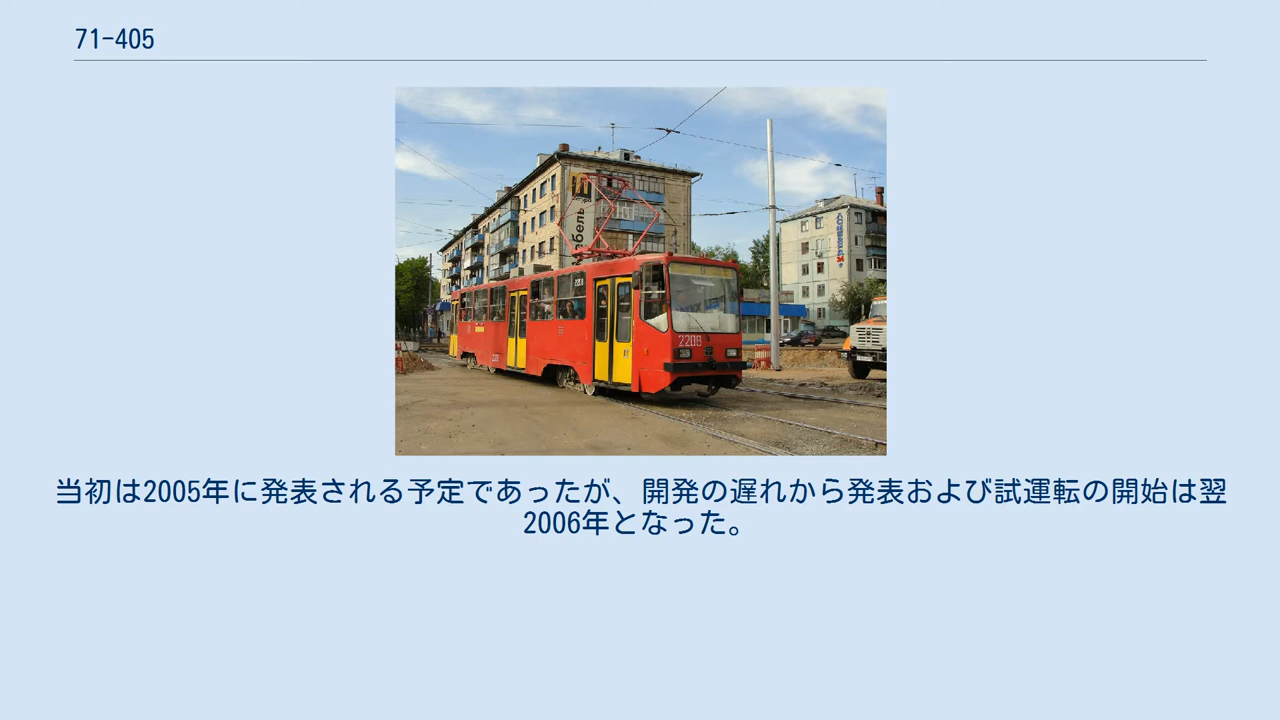 71-405
2208
当初は2005年に発表される予定であったが、開発の遅れから発表および試運転の開始は翌
2006年となった。